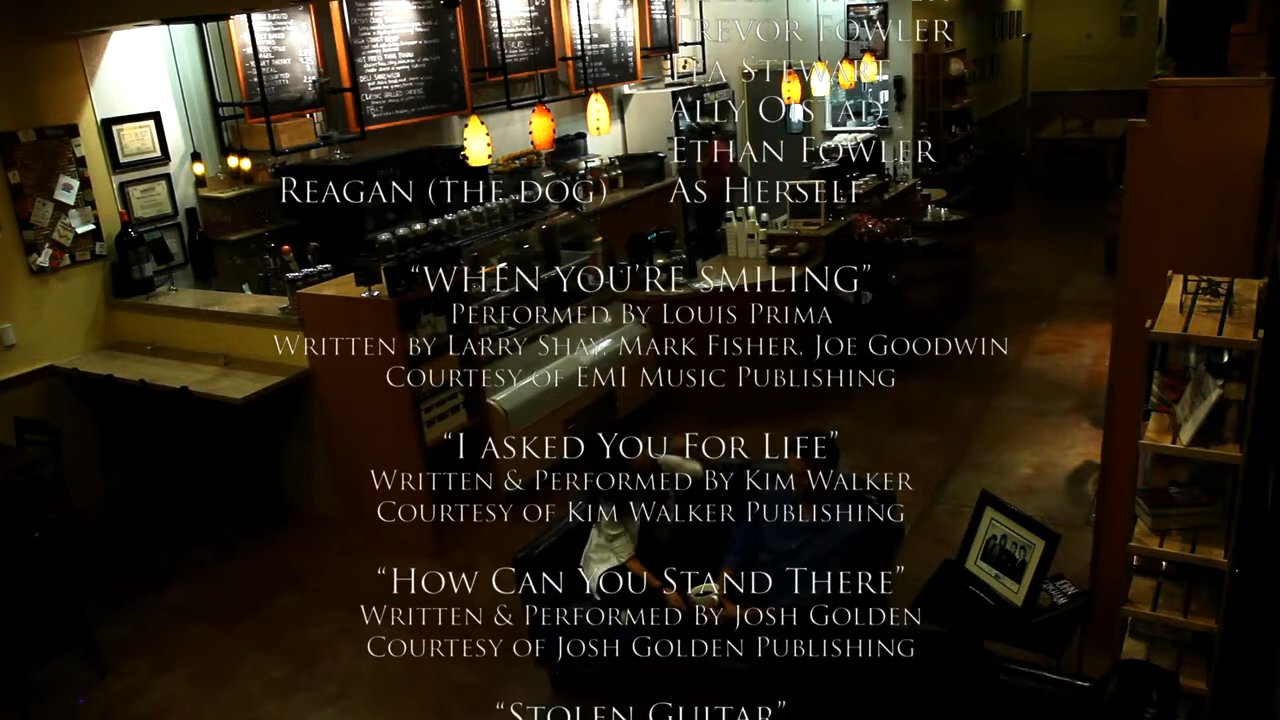 TREVOR FOWLER
STEWART
ALLY OISTAD
ETHAN FOWLER
REAGAN (THE DOG) AS HERSELF
“WHEN YOU'RE SMILING”
PERFORMED BY LOUIS PRIMA
WRITTEN BY LARRY SHAY, MARK FISHER, JOE GOODWIN
COURTESY OF EMI MUSIC PUBLISHING
“I ASKED YOU FOR LIFE”
WRITTEN & PERFORMED BY KIM WALKER
COURTESY OF KIM WALKER PUBLISHING
“HOW CAN YOU STAND THERE”
WRITTEN & PERFORMED BY JOSH GOLDEN
COURTESY OF JOSH GOLDEN PUBLISHING
“STOLEN GUITAR”